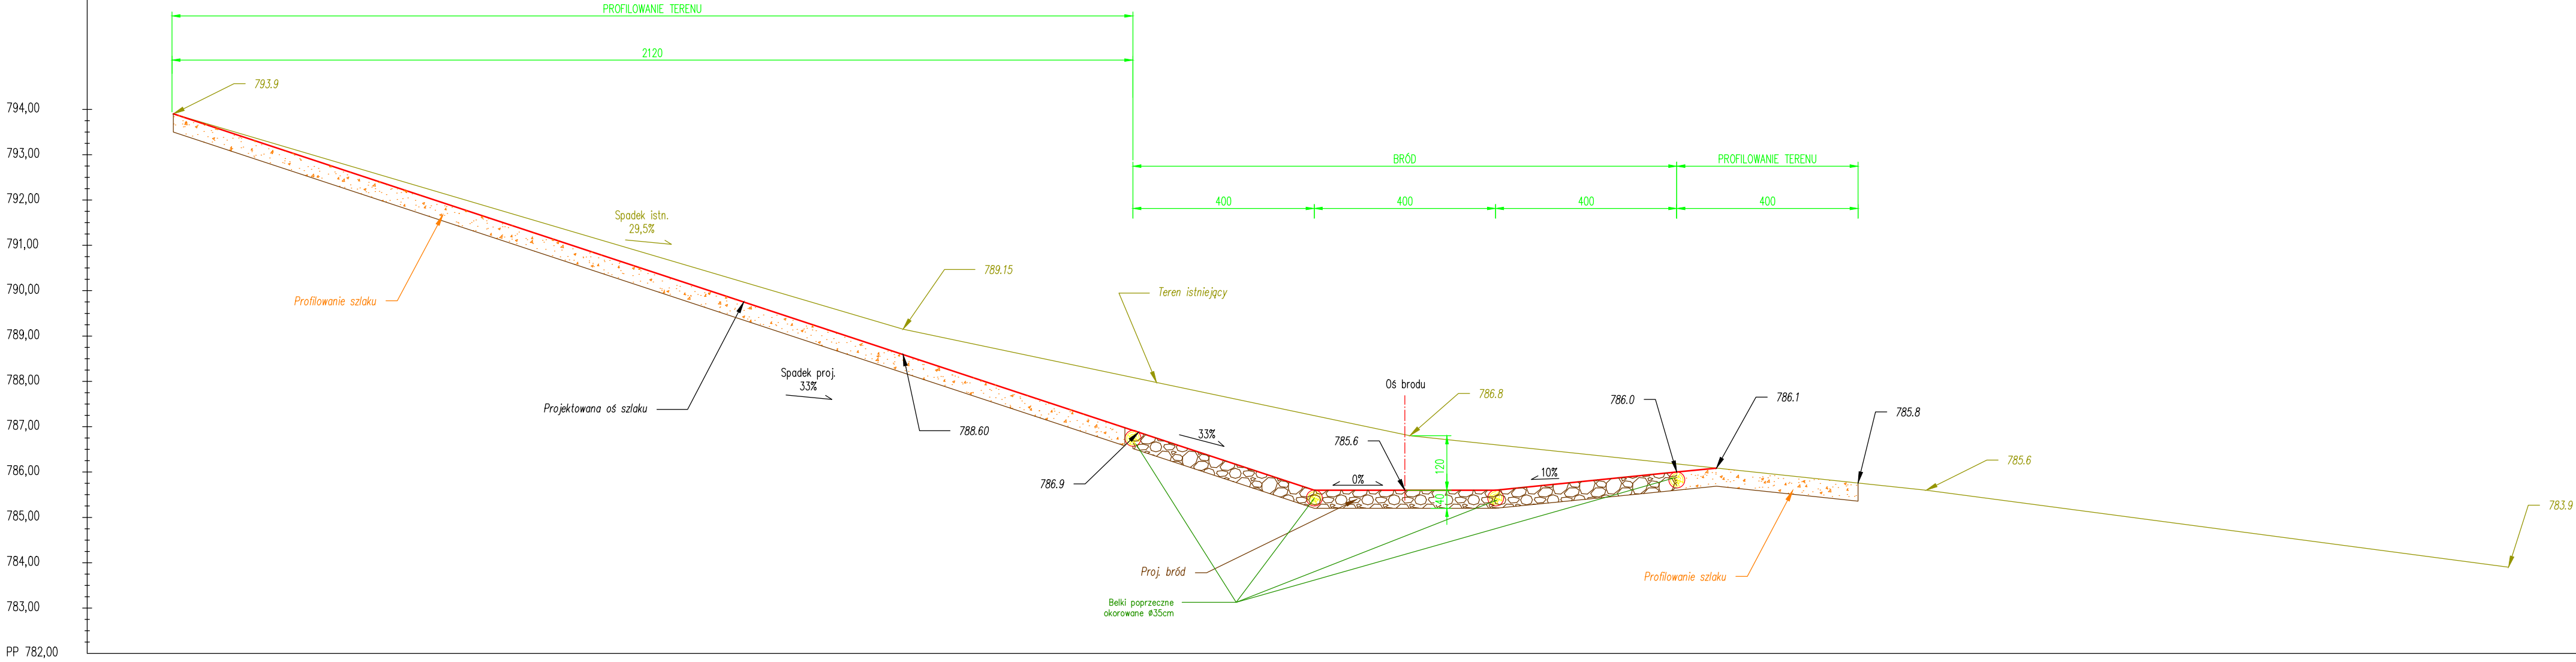 PROFILOWANIE TERENU
2120
793.9
794,00
793,00
BRÓD
PROFILOWANIE TERENU
792,00
400
400
400
400
Spadek istn.
29,5%
791,00
789.15
Teren istniejący
790,00
Profilowanie szlaku
789,00
Spadek proj.
33%
Oś brodu
788,00
786.8
786.0
786.1
785.8
Projektowana oś szlaku
788.60
787,00
33%
785.6
120
785.6
786,00
786.9
0%
10%
40
783.9
785,00
784,00
Proj. bród
Profilowanie szlaku
783,00
Belki poprzeczne
okorowane Ø35cm
PP 782,00